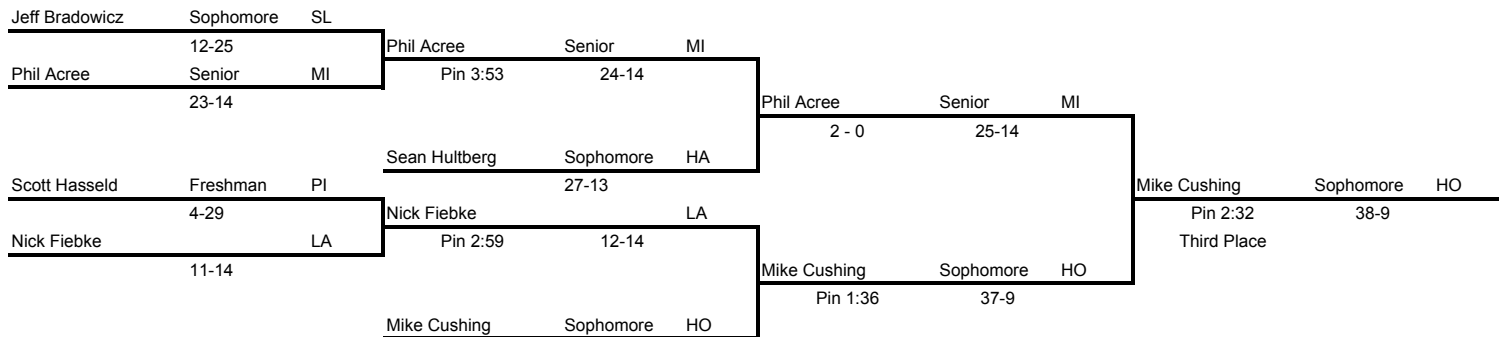 Jeff Bradowicz Sophomore SL
12-25 Phil Acree Senior MI
Phil Acree Senior MI Pin 3:53 24-14
23-14 Phil Acree Senior MI
2 - 0 25-14
Sean Hultberg Sophomore HA
Scott Hasseld Freshman PI 27-13 Mike Cushing Sophomore HO
4-29 Nick Fiebke LA Pin 2:32 38-9
Nick Fiebke LA Pin 2:59 12-14 Third Place
11-14 Mike Cushing Sophomore HO
Pin 1:36 37-9
Mike Cushing Sophomore HO